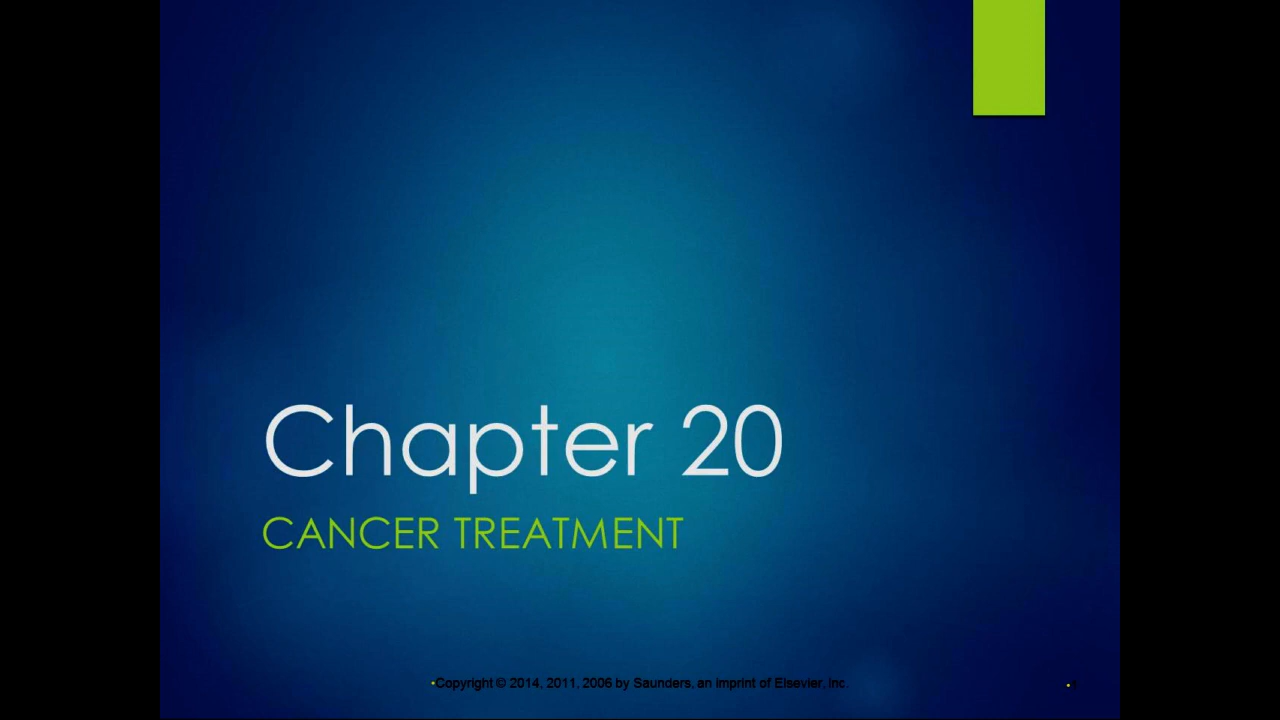 Chapter 20
CANCER TREATMENT
•Copyright © 2014, 2011, 2006 by Saunders, an imprint of Elsevier, Inc.